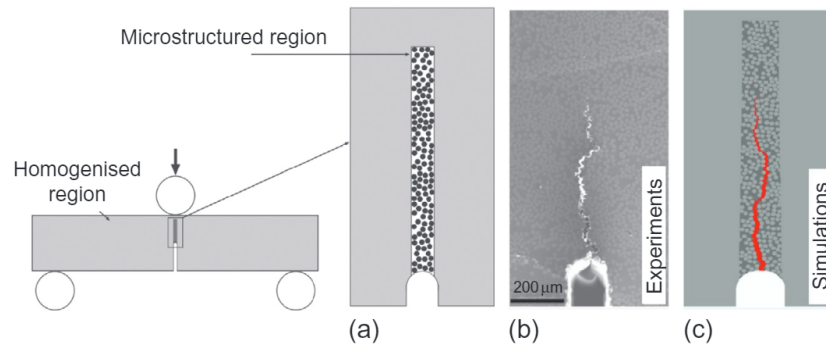 Microstructured region
Homogenised
region
(a)
200 μm
Experiments
(b)
Simulations
(c)